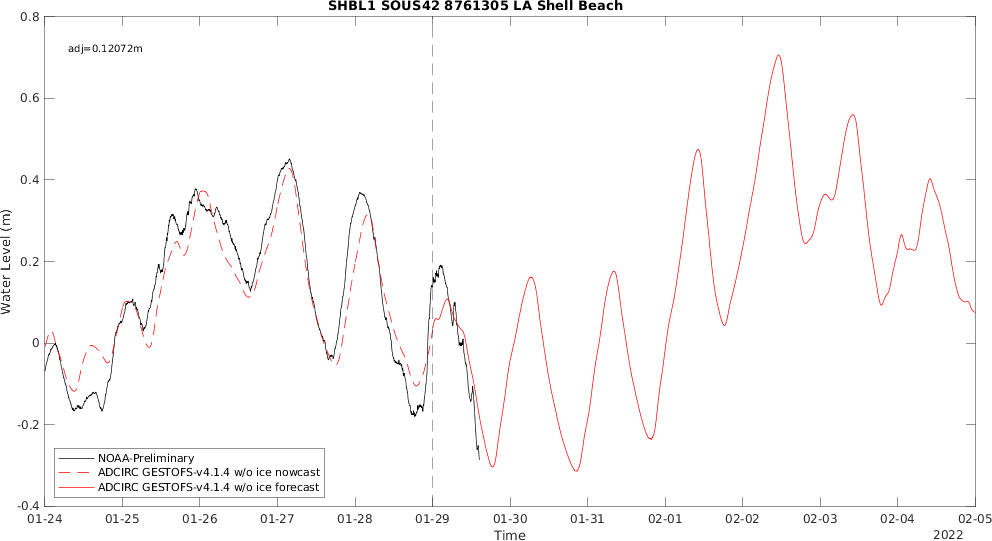 SHBL1 SOUS42 8761305 LA Shell Beach
adj=0.12072m
0.8
0.6
0.4
0.2
0
-0.2
-0.4
Water Level (m)
NOAA-Preliminary
ADCIRC GESTOFS-v4.1.4 w/o ice nowcast
ADCIRC GESTOFS-v4.1.4 w/o ice forecast
01-24 01-25 01-26 01-27 01-28 01-29 01-30 01-31 02-01 02-02 02-03 02-04 02-05
Time
2022